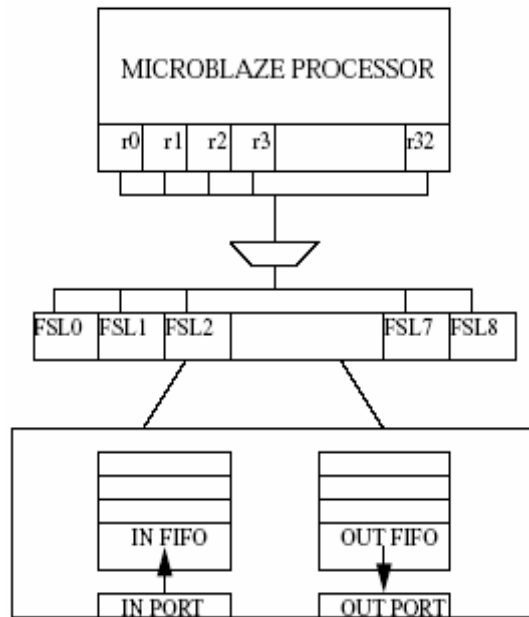 MICROBLAZE PROCESSOR
r0 r1 r2 r3 r32
FSL0 FSL1 FSL2 FSL7 FSL8
IN FIFO OUT FIFO
IN PORT OUT PORT